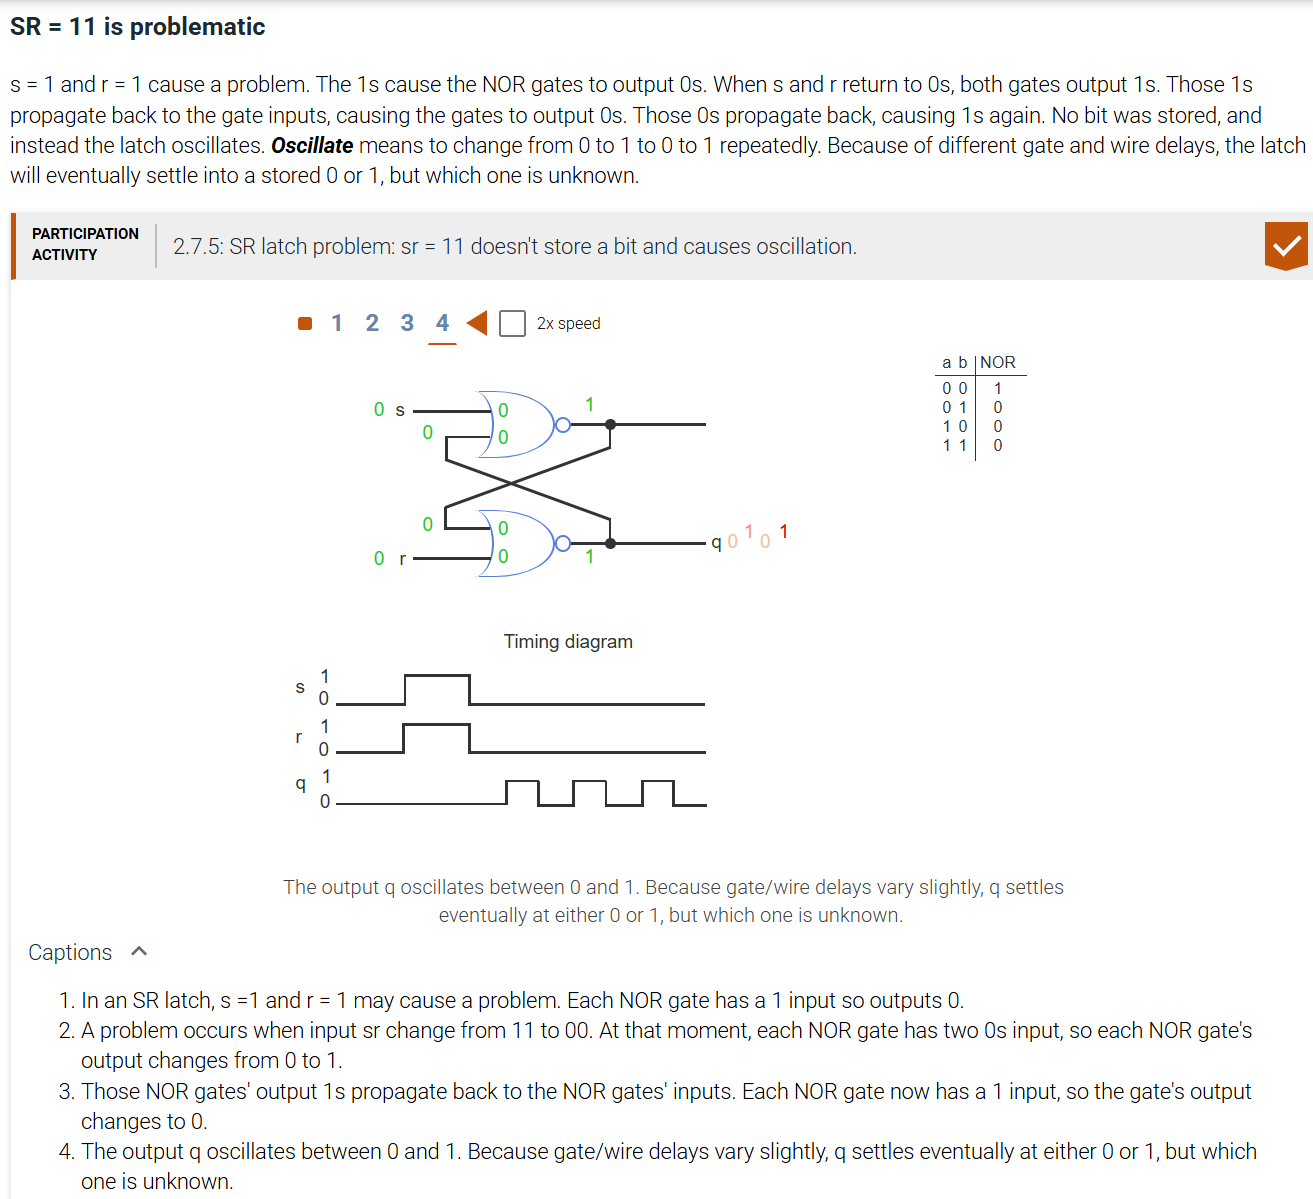 SR = 11 is problematic
s = 1 and r = 1 cause a problem. The 1s cause the NOR gates to output 0s. When s and r return to 0s, both gates output 1s. Those 1s
propagate back to the gate inputs, causing the gates to output 0s. Those 0s propagate back, causing 1s again. No bit was stored, and
instead the latch oscillates. Oscillate means to change from 0 to 1 to 0 to 1 repeatedly. Because of different gate and wire delays, the latch
will eventually settle into a stored 0 or 1, but which one is unknown.
PARTICIPATION
ACTIVITY
2.7.5: SR latch problem: sr = 11 doesn't store a bit and causes oscillation.
1 2 3 4 2x speed
a b | NOR
0 0 1
0 1 0
1 0 0
1 1 0
0 s 0 1
0 0
0 0
0 r 0 1
q 0 1 0 1
Timing diagram
s 1
0
r 1
0
q 1
0
The output q oscillates between 0 and 1. Because gate/wire delays vary slightly, q settles
eventually at either 0 or 1, but which one is unknown.
Captions
1. In an SR latch, s =1 and r = 1 may cause a problem. Each NOR gate has a 1 input so outputs 0.
2. A problem occurs when input sr change from 11 to 00. At that moment, each NOR gate has two 0s input, so each NOR gate's
output changes from 0 to 1.
3. Those NOR gates' output 1s propagate back to the NOR gates' inputs. Each NOR gate now has a 1 input, so the gate's output
changes to 0.
4. The output q oscillates between 0 and 1. Because gate/wire delays vary slightly, q settles eventually at either 0 or 1, but which
one is unknown.